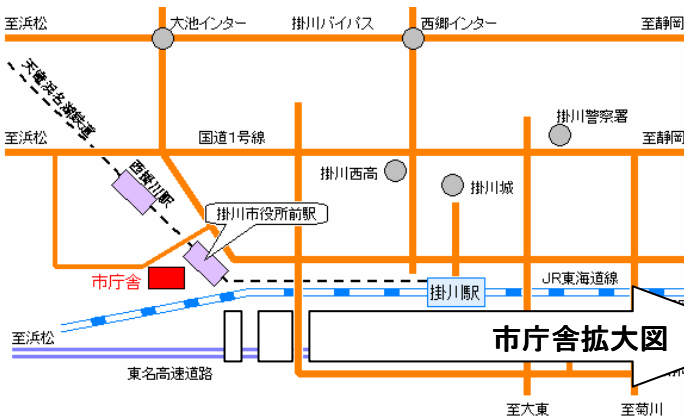 至浜松
大池インター
掛川バイパス
西郷インター
至静岡
天竜浜名湖鉄道
掛川警察署
至浜松
国道1号線
至静岡
西掛川駅
掛川西高
掛川城
掛川市役所前駅
市庁舎
掛川駅
JR東海道線
至浜松
市庁舎拡大図
東名高速道路
至大東
至菊川